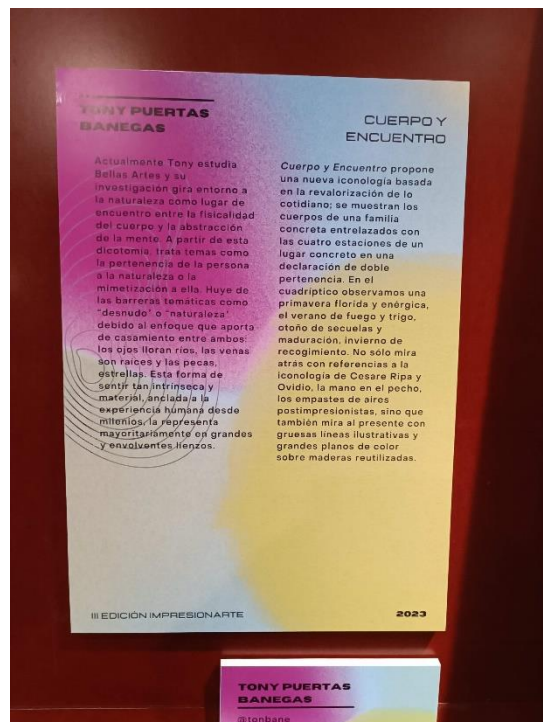 TONY PUERTAS
BANEGAS
Actualmente Tony estudia
Bellas Artes y su
investigación gira entorno a
la naturaleza como lugar de
encuentro entre la fisicalidad
del cuerpo y la abstracción
de la mente. A partir de esta
dicotomía, trata temas como
la pertenencia de la persona
a la naturaleza o la
mimetización a ella. Huye de
las barreras temáticas como
"desnudo" o "naturaleza"
debido al enfoque que aporta
de casamiento entre ambos:
los ojos lloran ríos, las venas
son raíces y las pecas,
estrellas. Esta forma de
sentir tan intrínseca y
material, anclada a la
experiencia humana desde
milenios, la representa
mayoritariamente en grandes
y envolventes lienzos.
CUERPO Y
ENCUENTRO
Cuerpo y Encuentro propone
una nueva iconología basada
en la revalorización de lo
cotidiano; se muestran los
cuerpos de una familia
concreta entrelazados con
las cuatro estaciones de un
lugar concreto en una
declaración de doble
pertenencia. En el
cuadríptico observamos una
primavera florida y enérgica,
el verano de fuego y trigo,
otoño de secuelas y
maduración, invierno de
recogimiento. No sólo mira
atrás con referencias a la
iconología de Cesare Ripa y
Ovidio, la mano en el pecho,
los empastes de aires
postimpresionistas, sino que
también mira al presente con
gruesas líneas ilustrativas y
grandes planos de color
sobre maderas reutilizadas.
III EDICIÓN IMPRESIONARTE
2023
TONY PUERTAS
BANEGAS
@tonbane